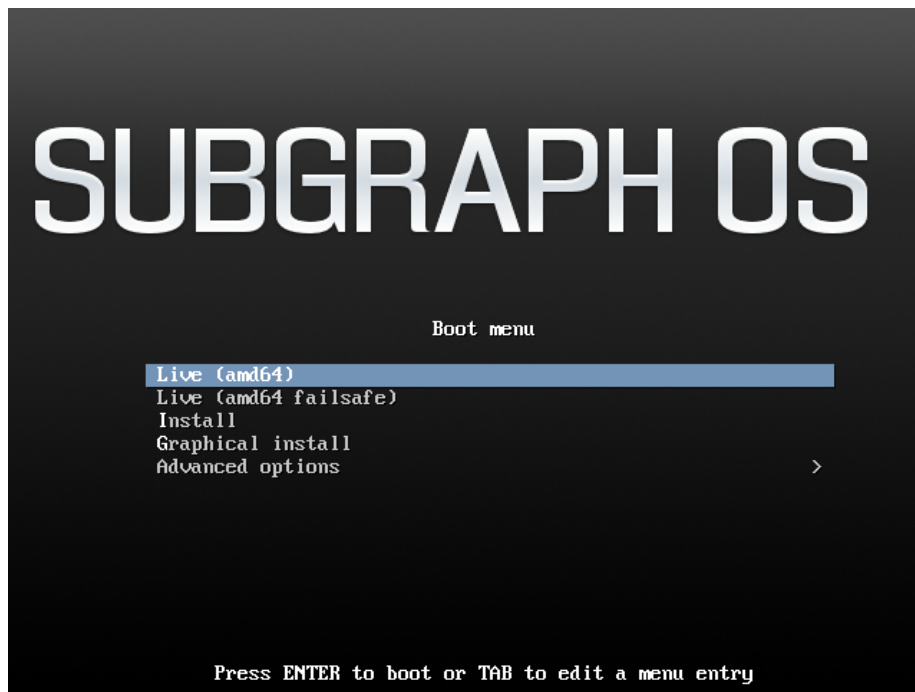 SUBGRAPH OS
Boot menu
Live (amd64)
Live (amd64 failsafe)
Install
Graphical install
Advanced options >
Press ENTER to boot or TAB to edit a menu entry